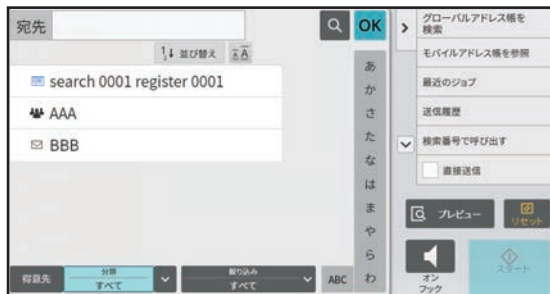 宛先
OK
1↓ 並び替え
search 0001 register 0001
AAA
BBB
あ
か
さ
た
な
は
ま
や
ら
わ
得意先
分類
すべて
絞り込み
すべて
ABC
グローバルアドレス帳を
検索
モバイルアドレス帳を参照
最近のジョブ
送信履歴
検索番号で呼び出す
直接送信
プレビュー
リセット
オン
フック
スタート